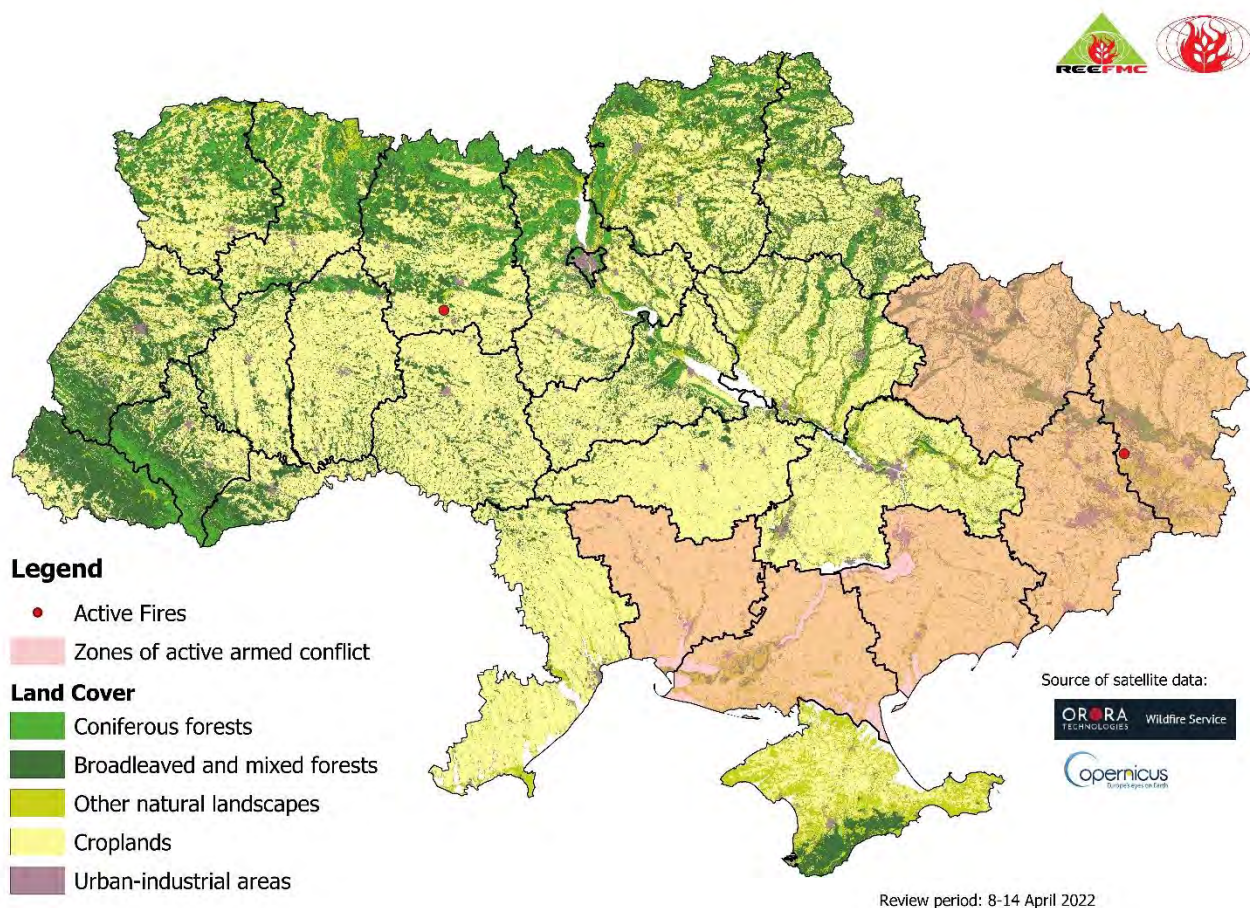 REEFMC
Legend
Active Fires
Zones of active armed conflict
Land Cover
Coniferous forests
Broadleaved and mixed forests
Other natural landscapes
Croplands
Urban-industrial areas
Source of satellite data:
ORORA
TECHNOLOGIES
Wildfire Service
opernicus
Europe's eyes on Earth
Review period: 8-14 April 2022